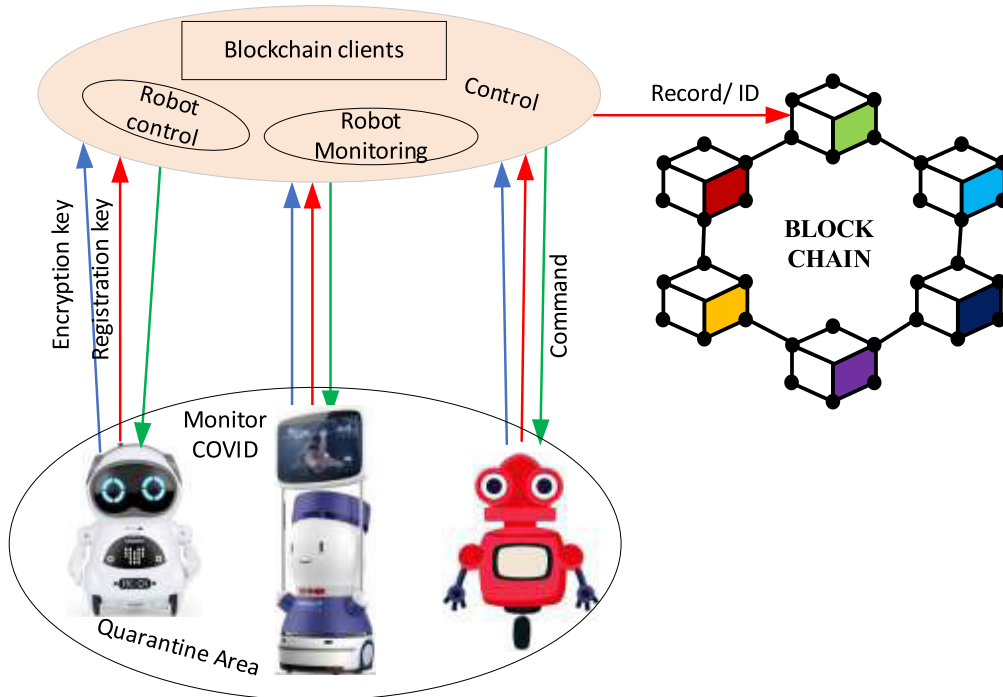 Blockchain clients
Robot
control
Robot
Monitoring
Control
Record/ ID
BLOCK
CHAIN
Encryption key
Registration key
Command
Monitor
COVID
Quarantine Area